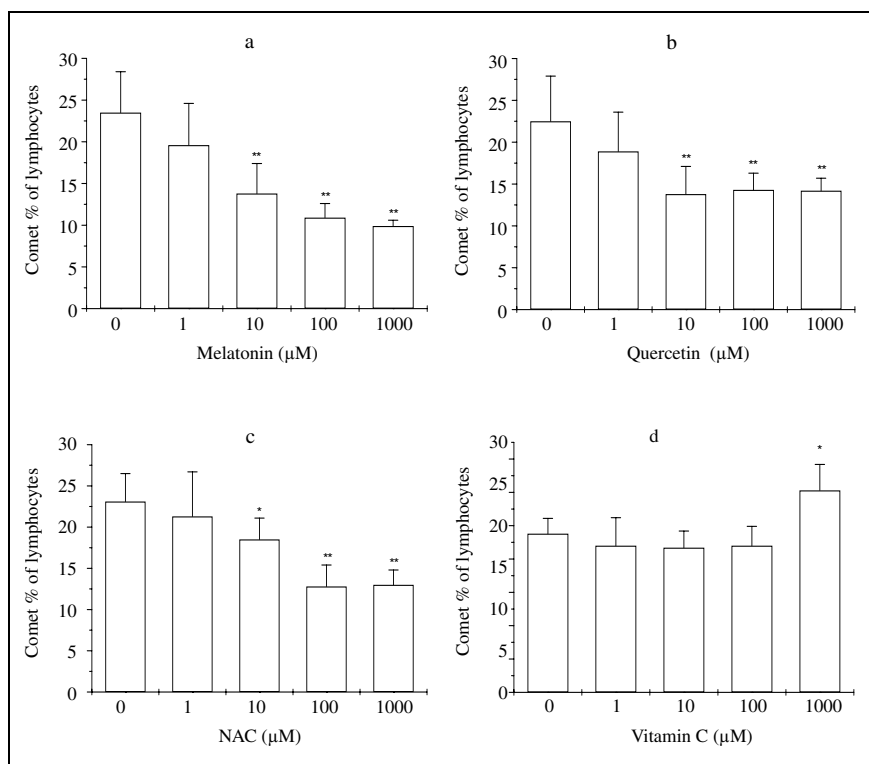 a
30
25
20
15
10
5
0
Comet % of lymphocytes
**
**
**
0 1 10 100 1000
Melatonin (µM)
b
30
25
20
15
10
5
0
Comet % of lymphocytes
**
**
**
0 1 10 100 1000
Quercetin (µM)
c
30
25
20
15
10
5
0
Comet % of lymphocytes
*
**
**
0 1 10 100 1000
NAC (µM)
d
30
25
20
15
10
5
0
Comet % of lymphocytes
*
0 1 10 100 1000
Vitamin C (µM)